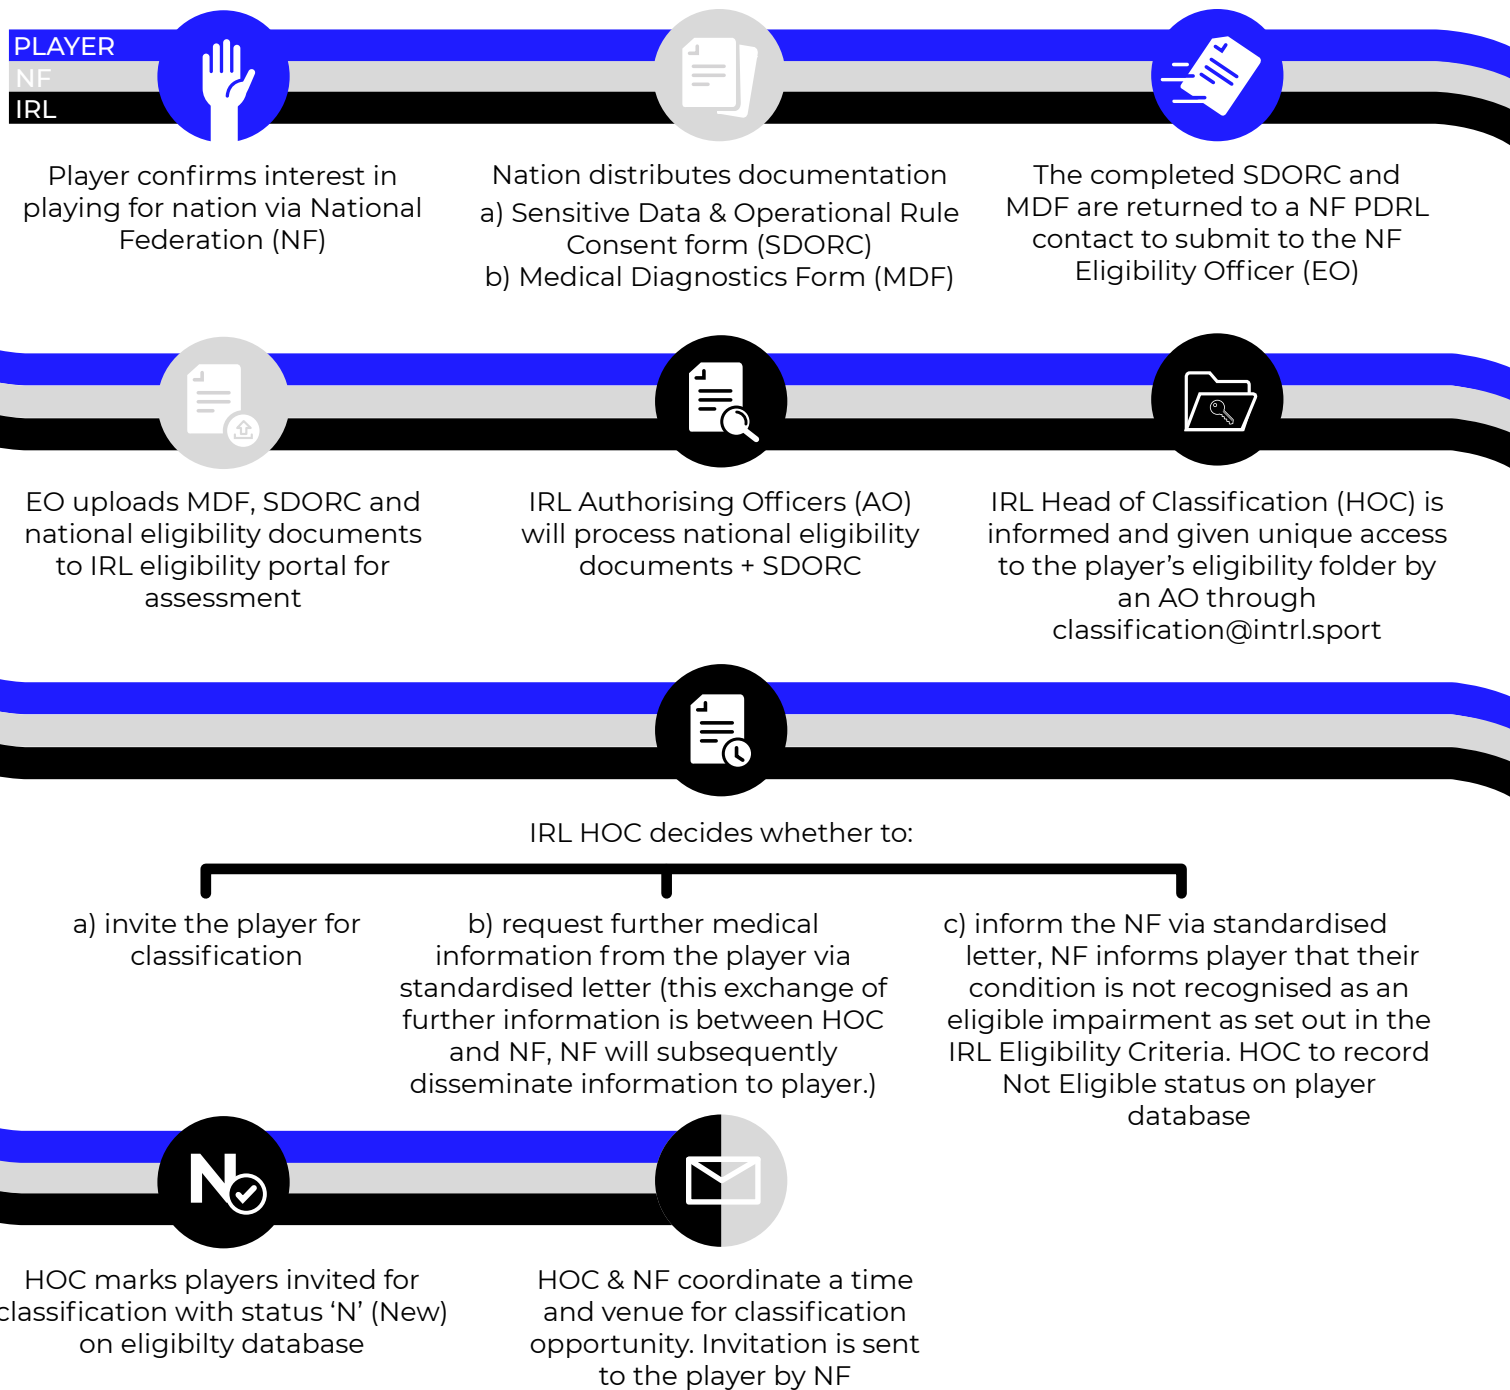 PLAYER
NF
IRL
Player confirms interest in
playing for nation via National
Federation (NF)
Nation distributes documentation
a) Sensitive Data & Operational Rule
Consent form (SDORC)
b) Medical Diagnostics Form (MDF)
The completed SDORC and
MDF are returned to a NF PDRL
contact to submit to the NF
Eligibility Officer (EO)
EO uploads MDF, SDORC and
national eligibility documents
to IRL eligibility portal for
assessment
IRL Authorising Officers (AO)
will process national eligibility
documents + SDORC
IRL Head of Classification (HOC) is
informed and given unique access
to the player's eligibility folder by
an AO through
classification@intrl.sport
IRL HOC decides whether to:
a) invite the player for
classification
b) request further medical
information from the player via
standardised letter (this exchange of
further information is between HOC
and NF, NF will subsequently
disseminate information to player.)
c) inform the NF via standardised
letter, NF informs player that their
condition is not recognised as an
eligible impairment as set out in the
IRL Eligibility Criteria. HOC to record
Not Eligible status on player
database
N
HOC marks players invited for
classification with status ‘N’ (New)
on eligibilty database
HOC & NF coordinate a time
and venue for classification
opportunity. Invitation is sent
to the player by NF